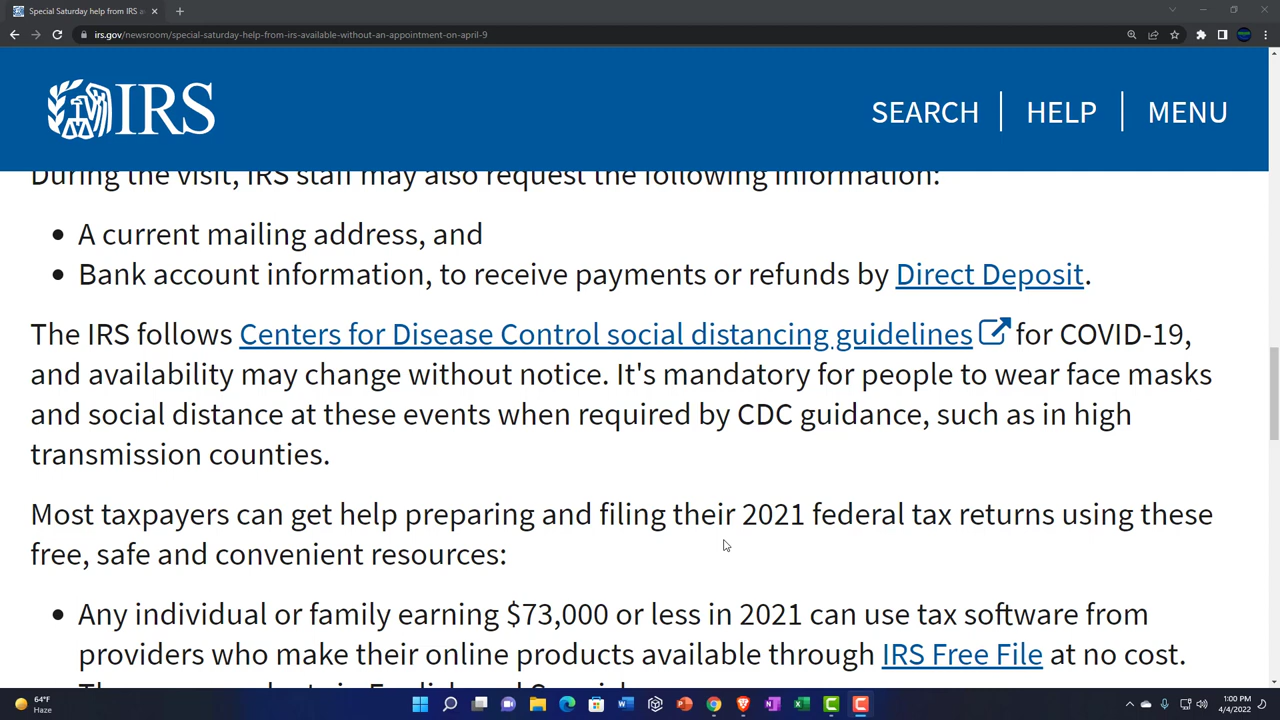 Special Saturday help from IRS a
irs.gov/newsroom/special-saturday-help-from-irs-available-without-an-appointment-on-april-9
IRS
SEARCH
HELP
MENU
During the visit, IRS staff may also request the following information:
• A current mailing address, and
• Bank account information, to receive payments or refunds by Direct Deposit.
The IRS follows Centers for Disease Control social distancing guidelines for COVID-19,
and availability may change without notice. It's mandatory for people to wear face masks
and social distance at these events when required by CDC guidance, such as in high
transmission counties.
Most taxpayers can get help preparing and filing their 2021 federal tax returns using these
free, safe and convenient resources:
• Any individual or family earning $73,000 or less in 2021 can use tax software from
providers who make their online products available through IRS Free File at no cost.
64°F
Haze
1:00 PM
4/4/2022